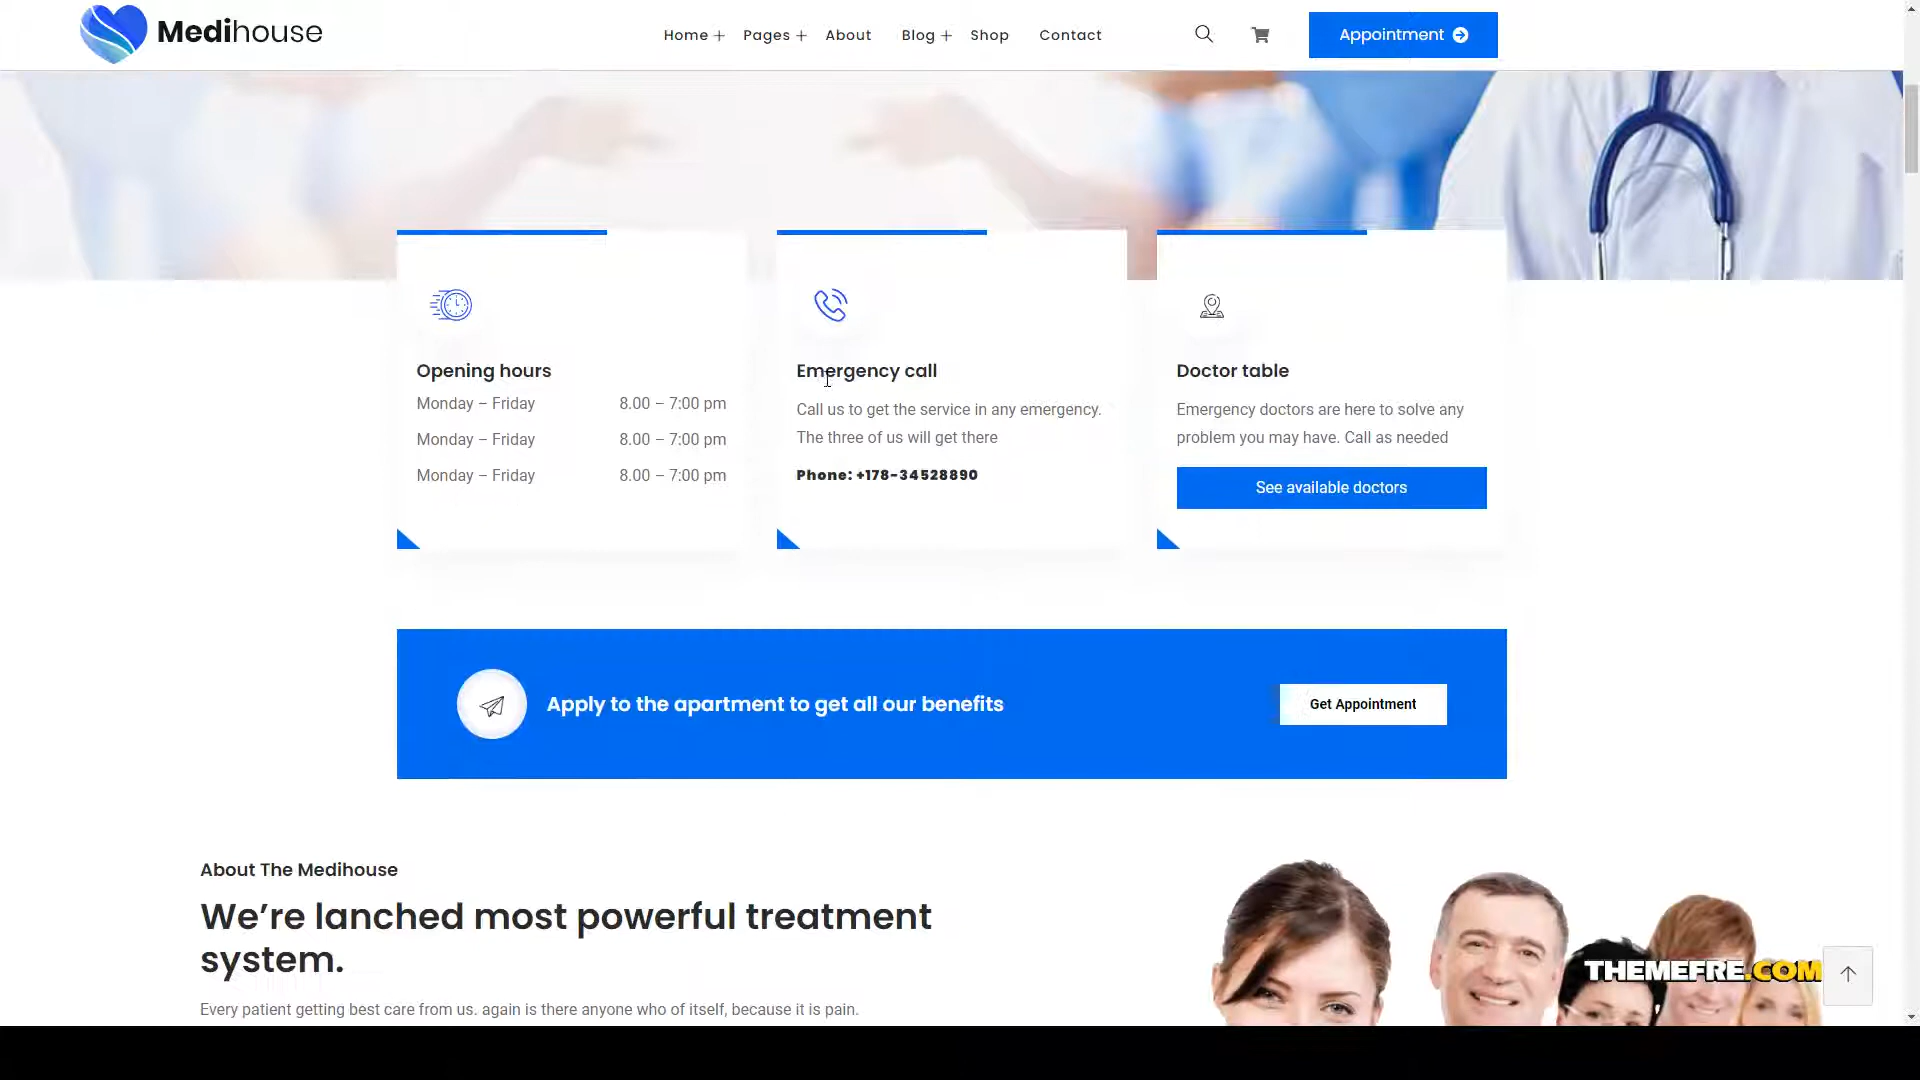 Medihouse
Home Pages About Blog Shop Contact
Appointment
Opening hours
Monday – Friday 8.00 – 7:00 pm
Monday – Friday 8.00 – 7:00 pm
Monday – Friday 8.00 – 7:00 pm
Emergency call
Call us to get the service in any emergency.
The three of us will get there
Phone: +178-34528890
Doctor table
Emergency doctors are here to solve any
problem you may have. Call as needed
See available doctors
Apply to the apartment to get all our benefits
Get Appointment
About The Medihouse
We’re lanched most powerful treatment
system.
Every patient getting best care from us. again is there anyone who of itself, because it is pain.
THEMEFRE.COM